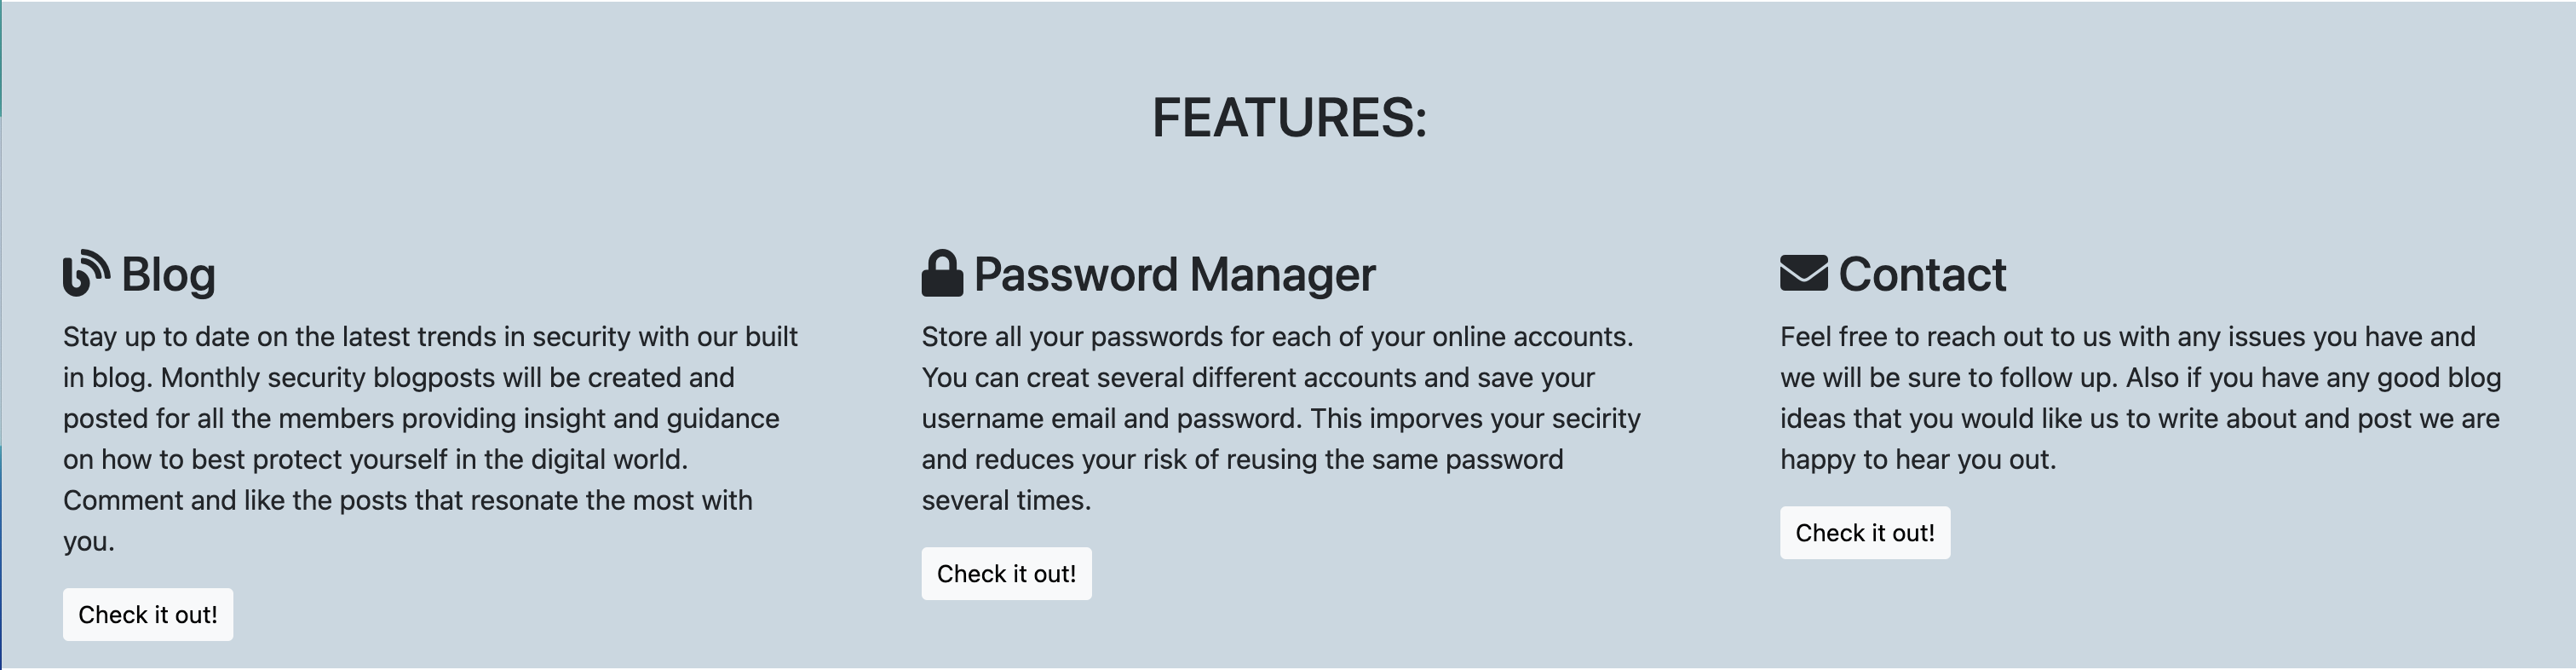 FEATURES:
Blog
Stay up to date on the latest trends in security with our built
in blog. Monthly security blogposts will be created and
posted for all the members providing insight and guidance
on how to best protect yourself in the digital world.
Comment and like the posts that resonate the most with
you.
Check it out!
Password Manager
Store all your passwords for each of your online accounts.
You can creat several different accounts and save your
username email and password. This imporves your secirity
and reduces your risk of reusing the same password
several times.
Check it out!
Contact
Feel free to reach out to us with any issues you have and
we will be sure to follow up. Also if you have any good blog
ideas that you would like us to write about and post we are
happy to hear you out.
Check it out!